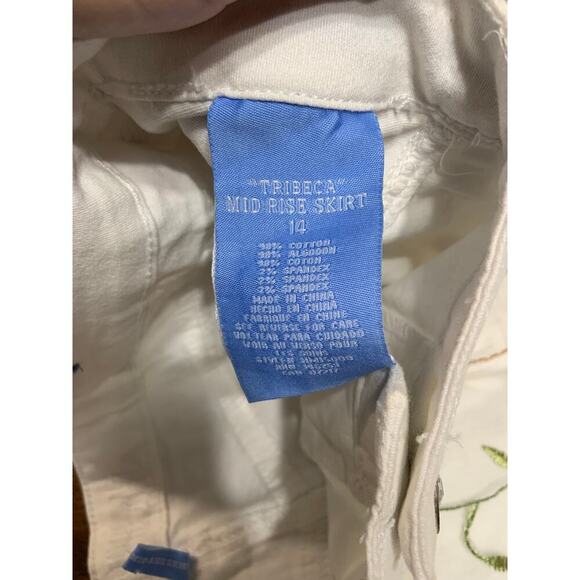 "TRIBECA"
MID RISE SKIRT
14
98% COTTON
98% ALGODON
98% COTON
2% SPANDEX
2% SPANDEX
2% SPANDEX
MADE IN CHINA
HECHO EN CHINA
FABRIQUE EN CHINE
SEE REVERSE FOR CARE
VOLTEAR PARA CUIDADO
VOIR AU VERSO POUR
LES SOINS